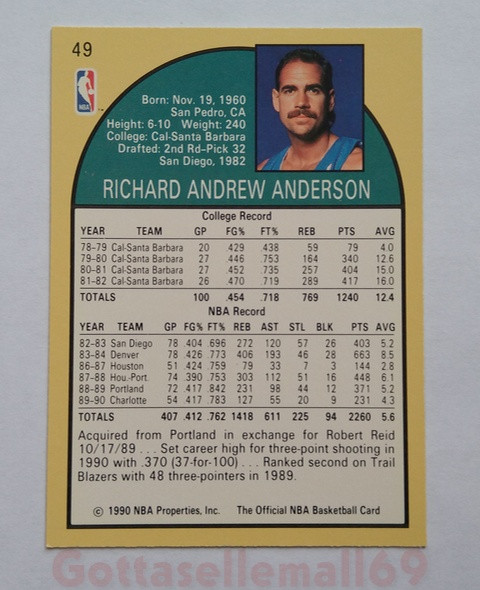 49
NBA
Born: Nov. 19, 1960
San Pedro, CA
Height: 6-10 Weight: 240
College: Cal-Santa Barbara
Drafted: 2nd Rd-Pick 32
San Diego, 1982
RICHARD ANDREW ANDERSON
College Record
YEAR TEAM GP FG% FT% REB PTS AVG
78-79 Cal-Santa Barbara 20 .429 .438 59 79 4.0
79-80 Cal-Santa Barbara 27 .446 .753 164 340 12.6
80-81 Cal-Santa Barbara 27 .452 .735 257 404 15.0
81-82 Cal-Santa Barbara 26 .470 .719 289 417 16.0
TOTALS 100 .454 .718 769 1240 12.4
NBA Record
YEAR TEAM GP FG% FT% REB AST STL BLK PTS AVG
82-83 San Diego 78 .404 .696 272 120 57 26 403 5.2
83-84 Denver 78 .426 .773 406 193 46 28 663 8.5
86-87 Houston 51 .424 .759 79 33 7 3 144 2.8
87-88 Hou.-Port. 74 .390 .753 303 112 51 16 448 6.1
88-89 Portland 72 .417 .842 231 98 44 12 371 5.2
89-90 Charlotte 54 .417 .783 127 55 20 9 231 4.3
TOTALS 407 .412 .762 1418 611 225 94 2260 5.6
Acquired from Portland in exchange for Robert Reid
10/17/89 . . . Set career high for three-point shooting in
1990 with .370 (37-for-100) . . . Ranked second on Trail
Blazers with 48 three-pointers in 1989.
© 1990 NBA Properties, Inc. The Official NBA Basketball Card
Gottasellemall69